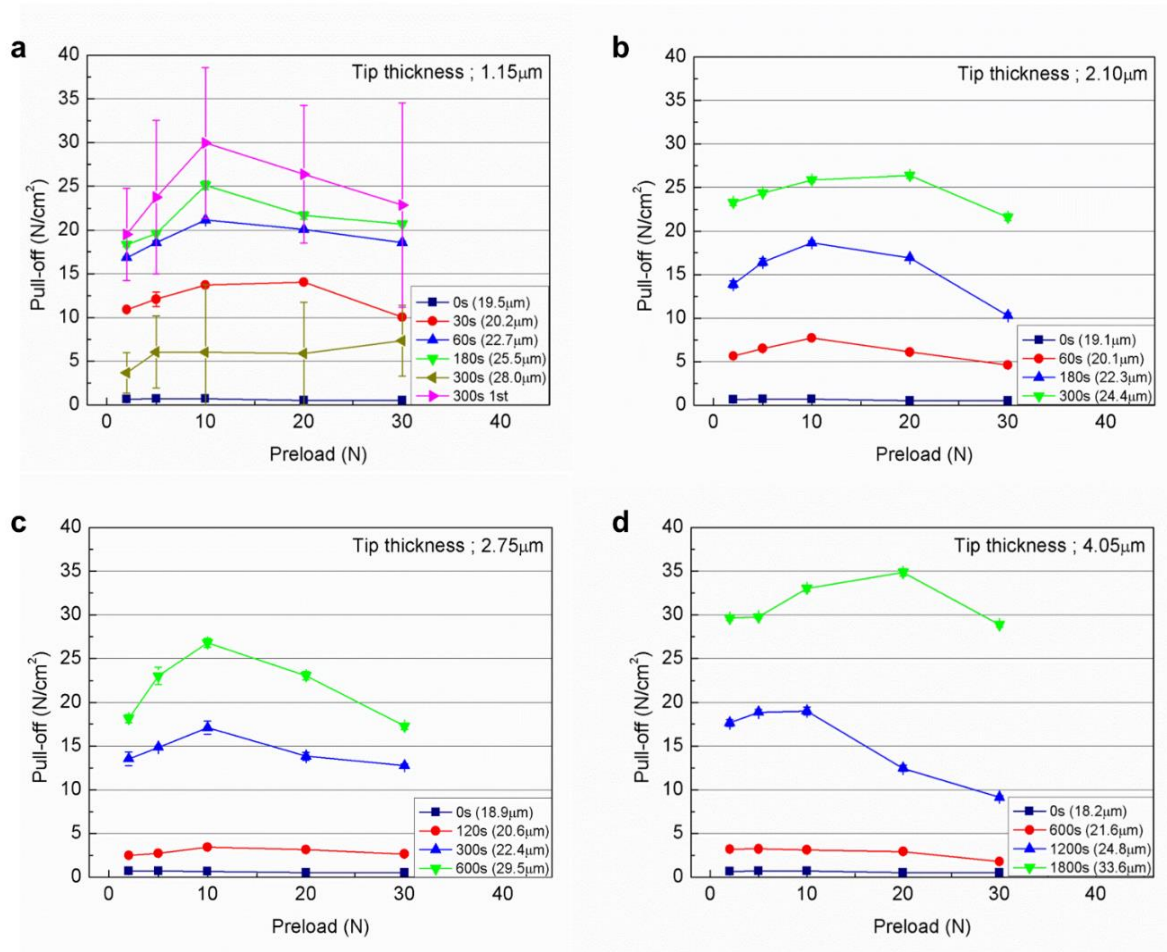 a
Tip thickness ; 1.15μm
40
35
30
25
20
15
10
5
0
Pull-off (N/cm²)
0s (19.5μm)
30s (20.2μm)
60s (22.7μm)
180s (25.5μm)
300s (28.0μm)
300s 1st
0 10 20 30 40
Preload (N)
b
Tip thickness ; 2.10μm
40
35
30
25
20
15
10
5
0
Pull-off (N/cm²)
0s (19.1μm)
60s (20.1μm)
180s (22.3μm)
300s (24.4μm)
0 10 20 30 40
Preload (N)
c
Tip thickness ; 2.75μm
40
35
30
25
20
15
10
5
0
Pull-off (N/cm²)
0s (18.9μm)
120s (20.6μm)
300s (22.4μm)
600s (29.5μm)
0 10 20 30 40
Preload (N)
d
Tip thickness ; 4.05μm
40
35
30
25
20
15
10
5
0
Pull-off (N/cm²)
0s (18.2μm)
600s (21.6μm)
1200s (24.8μm)
1800s (33.6μm)
0 10 20 30 40
Preload (N)